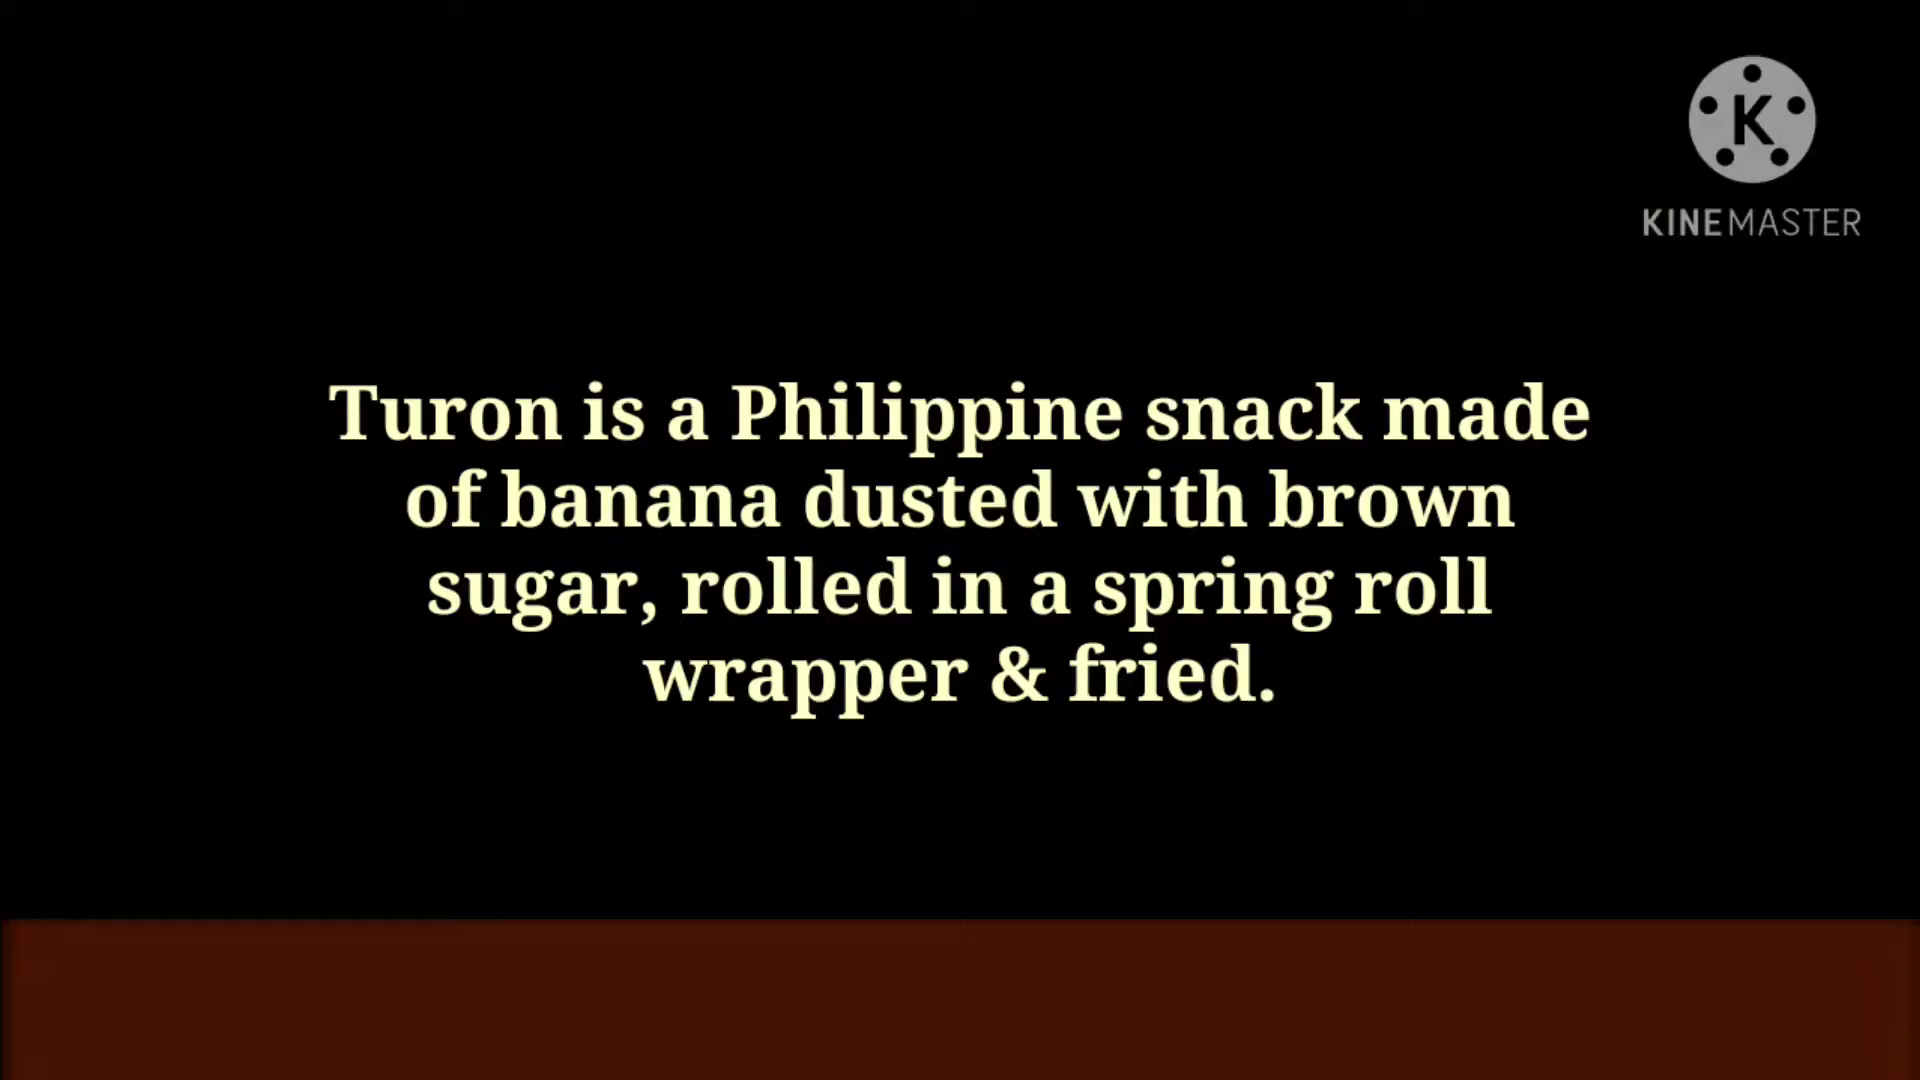 K
KINEMASTER
Turon is a Philippine snack made
of banana dusted with brown
sugar, rolled in a spring roll
wrapper & fried.